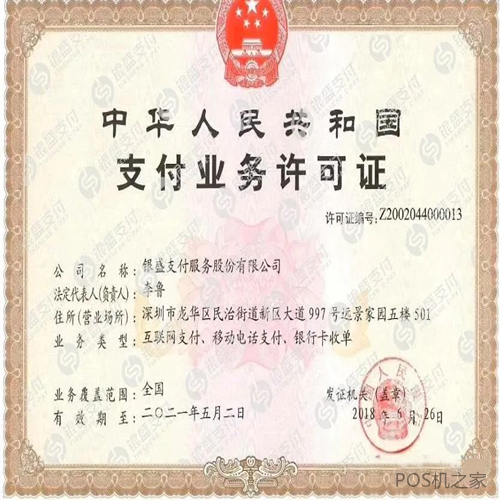 中华人民共和国
支付业务许可证
许可证编号:Z2002044000013
公司名称:银盛支付服务股份有限公司
法定代表人(负责人):李鲁
住所(营业场所):深圳市龙华区民治街道新区大道997号远景家园五楼501
业务类型:互联网支付、移动电话支付、银行卡收单
业务覆盖范围:全国
有效期至:二〇二一年五月二日
发证机关:(盖章)
2018年6月26日
银盛支付
POS机之家